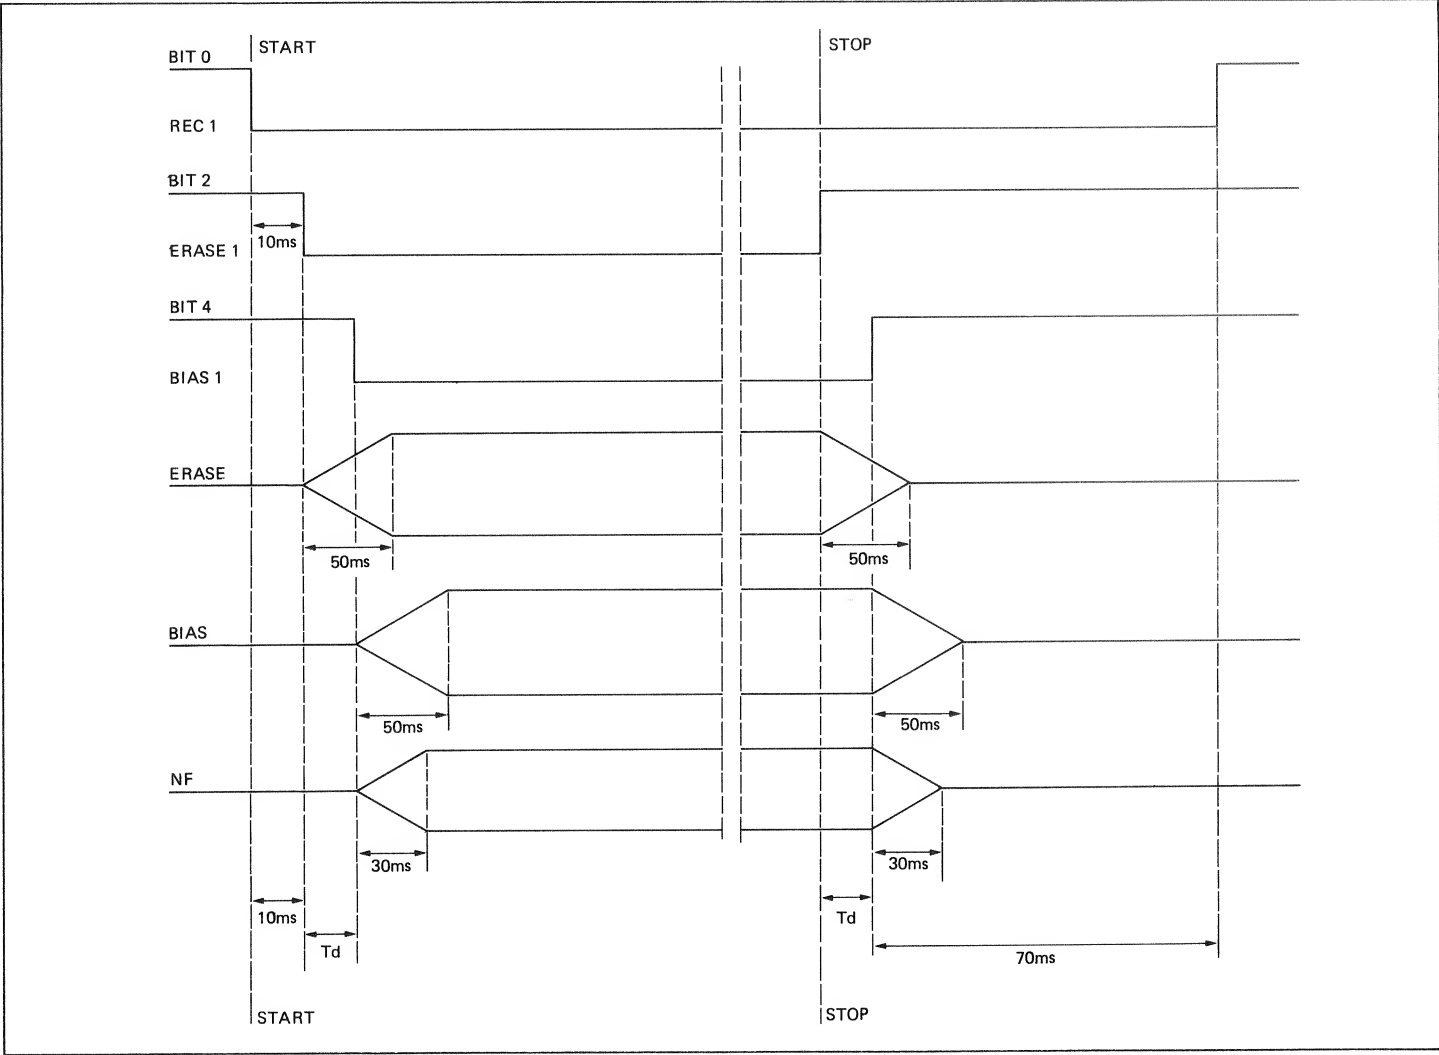 START
STOP
BIT 0
REC 1
BIT 2
10ms
ERASE 1
BIT 4
BIAS 1
ERASE
50ms
50ms
BIAS
50ms
50ms
NF
30ms
30ms
10ms
Td
Td
70ms
START
STOP